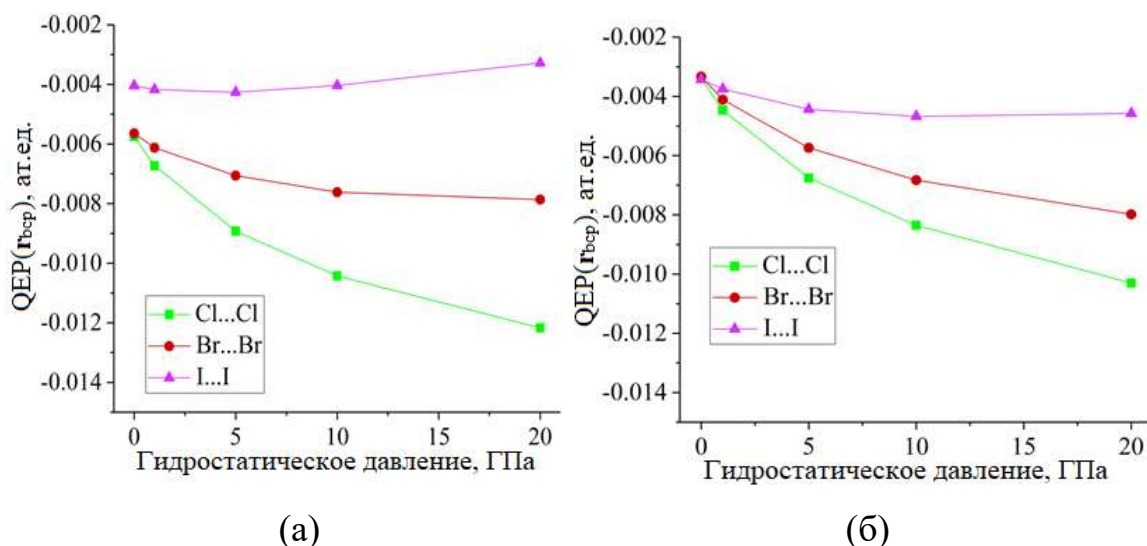 -0.002
-0.004
-0.006
-0.008
-0.010
-0.012
-0.014
QEP(rbcp), ат.ед.
Cl...Cl
Br...Br
I...I
0 5 10 15 20
Гидростатическое давление, ГПа
(а)
-0.002
-0.004
-0.006
-0.008
-0.010
-0.012
-0.014
QEP(rbcp), ат.ед.
Cl...Cl
Br...Br
I...I
0 5 10 15 20
Гидростатическое давление, ГПа
(б)